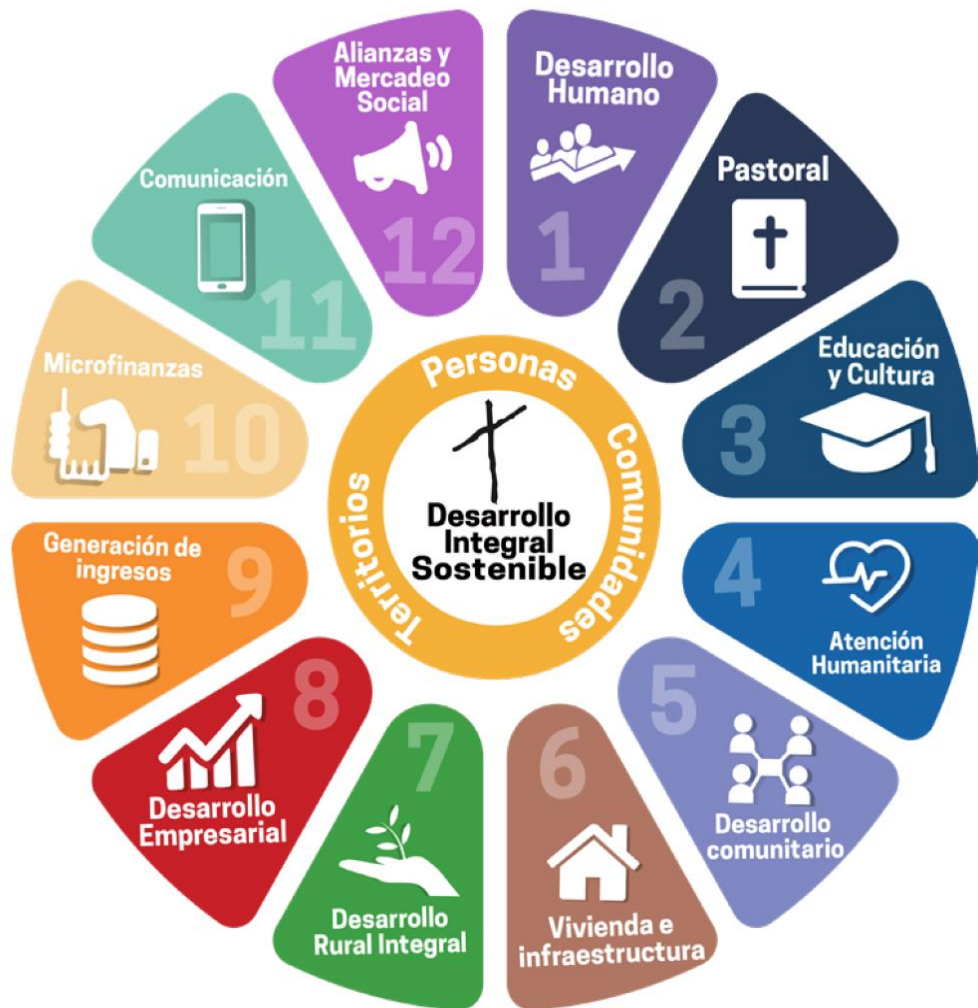 Desarrollo
Humano
1
Pastoral
2
Educación
y Cultura
3
4
Atención
Humanitaria
5
Desarrollo
comunitario
6
Vivienda e
infraestructura
7
Desarrollo
Rural Integral
8
Desarrollo
Empresarial
Generación de
ingresos
9
Microfinanzas
10
Comunicación
11
Alianzas y
Mercadeo
Social
12
Personas
Comunidades
Territorios
Desarrollo
Integral
Sostenible